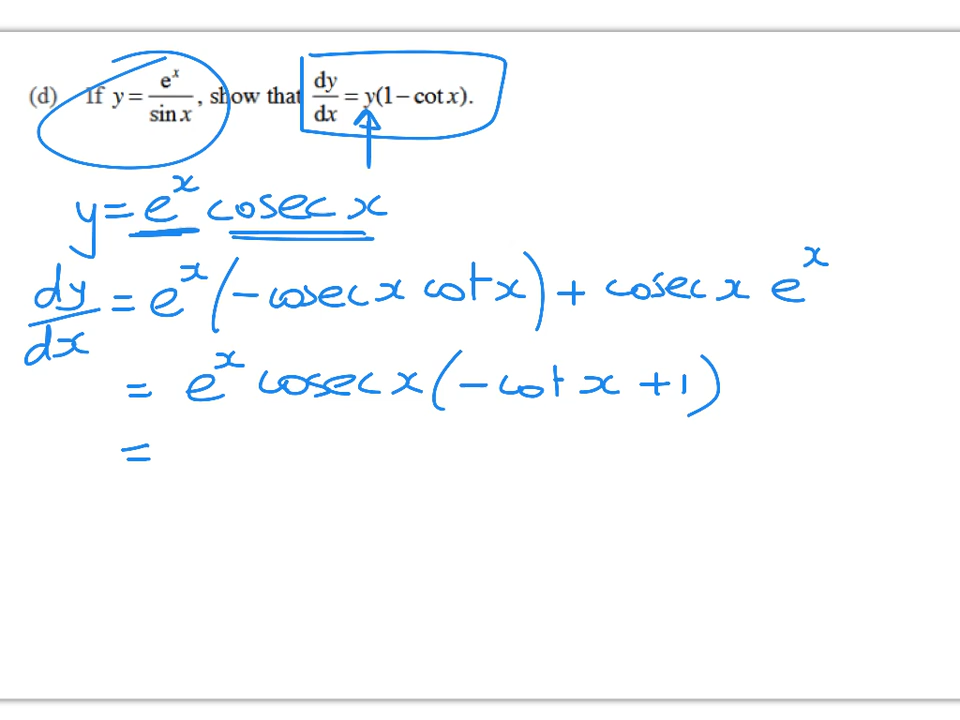 (d) If y = e^x / sin x, show that dy/dx = y(1 − cot x).
y = e^x cosec x
dy/dx = e^x (− cosec x cot x) + cosec x e^x
= e^x cosec x (− cot x + 1)
=